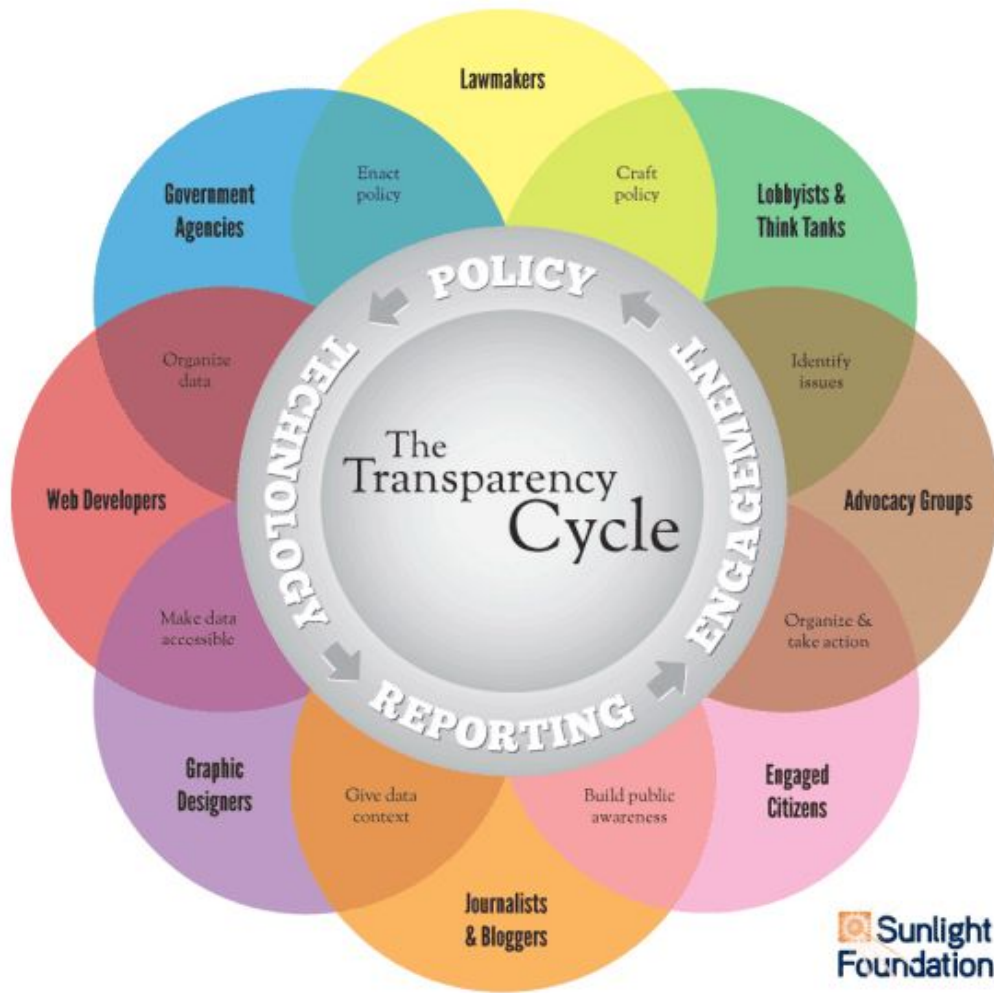 Lawmakers
Enact
policy
Craft
policy
Government
Agencies
Lobbyists &
Think Tanks
POLICY
Organize
data
Identify
issues
TECHNOLOGY
ENGAGEMENT
The
Transparency
Cycle
Web Developers
Advocacy Groups
Make data
accessible
Organize &
take action
REPORTING
Graphic
Designers
Give data
context
Build public
awareness
Engaged
Citizens
Journalists
& Bloggers
Sunlight
Foundation